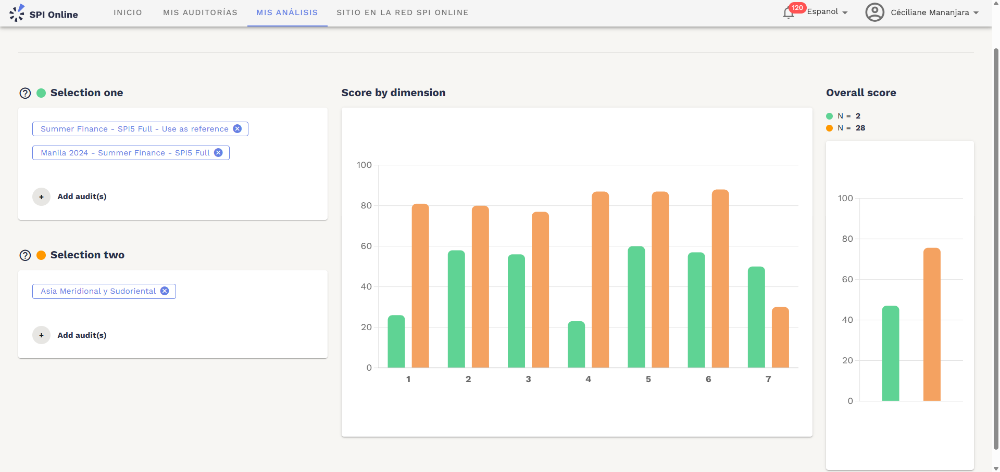 SPI Online
INICIO
MIS AUDITORÍAS
MIS ANÁLISIS
SITIO EN LA RED SPI ONLINE
120
Espanol
Céciliane Mananjara
Selection one
Summer Finance - SPI5 Full - Use as reference
Manila 2024 - Summer Finance - SPI5 Full
+ Add audit(s)
Selection two
Asia Meridional y Sudoriental
+ Add audit(s)
Score by dimension
100
80
60
40
20
0
1 2 3 4 5 6 7
Overall score
N = 2
N = 28
100
80
60
40
20
0